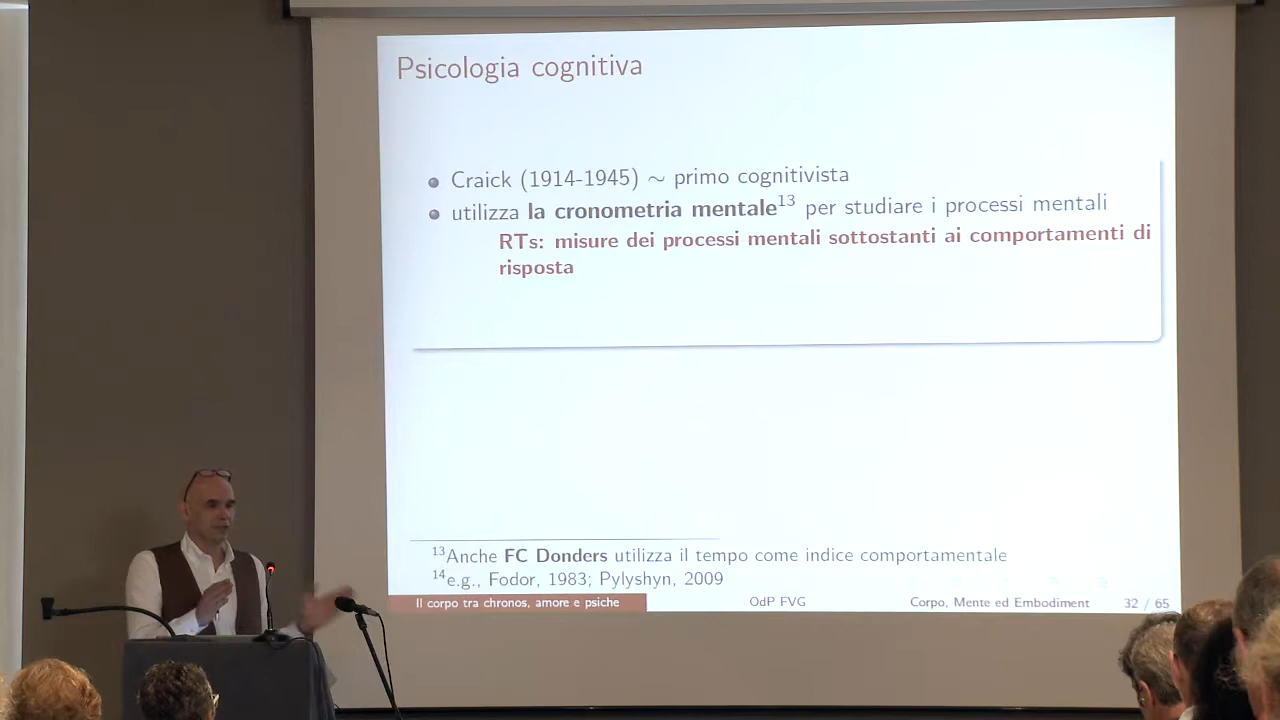 Psicologia cognitiva
Craick (1914-1945) ∼ primo cognitivista
utilizza la cronometria mentale13 per studiare i processi mentali
RTs: misure dei processi mentali sottostanti ai comportamenti di
risposta
13Anche FC Donders utilizza il tempo come indice comportamentale
14e.g., Fodor, 1983; Pylyshyn, 2009
Il corpo tra chronos, amore e psiche OdP FVG Corpo, Mente ed Embodiment 32 / 65